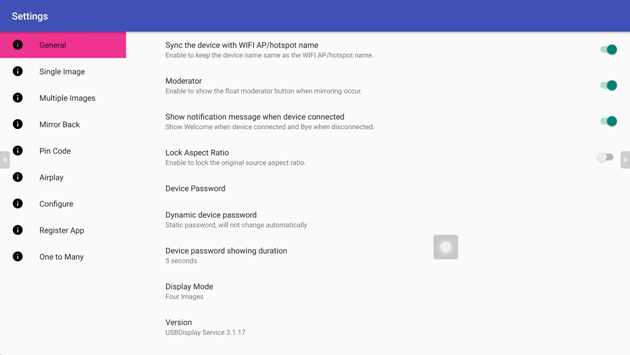 Settings
General
Single Image
Multiple Images
Mirror Back
Pin Code
Airplay
Configure
Register App
One to Many
Sync the device with WIFI AP/hotspot name
Enable to keep the device name same as the WIFI AP/hotspot name.
Moderator
Enable to show the float moderator button when mirroring occur.
Show notification message when device connected
Show Welcome when device connected and Bye when disconnected.
Lock Aspect Ratio
Enable to lock the original source aspect ratio.
Device Password
Dynamic device password
Static password, will not change automatically
Device password showing duration
5 seconds
Display Mode
Four Images
Version
USBDisplay Service 3.1.17